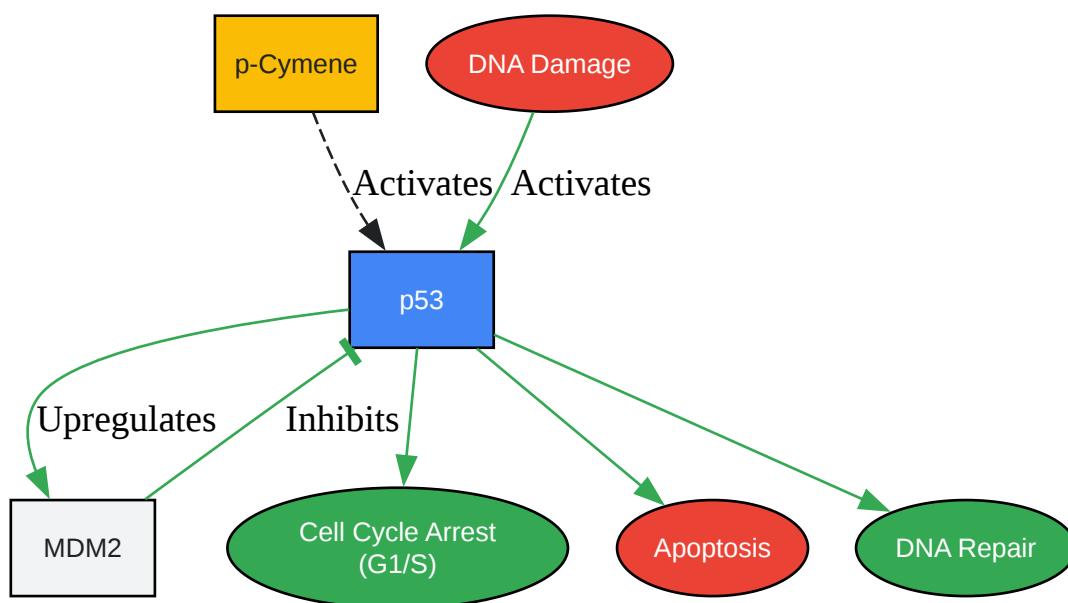 p-Cymene
DNA Damage
Activates
Activates
p53
Upregulates
Inhibits
MDM2
Cell Cycle Arrest
(G1/S)
Apoptosis
DNA Repair